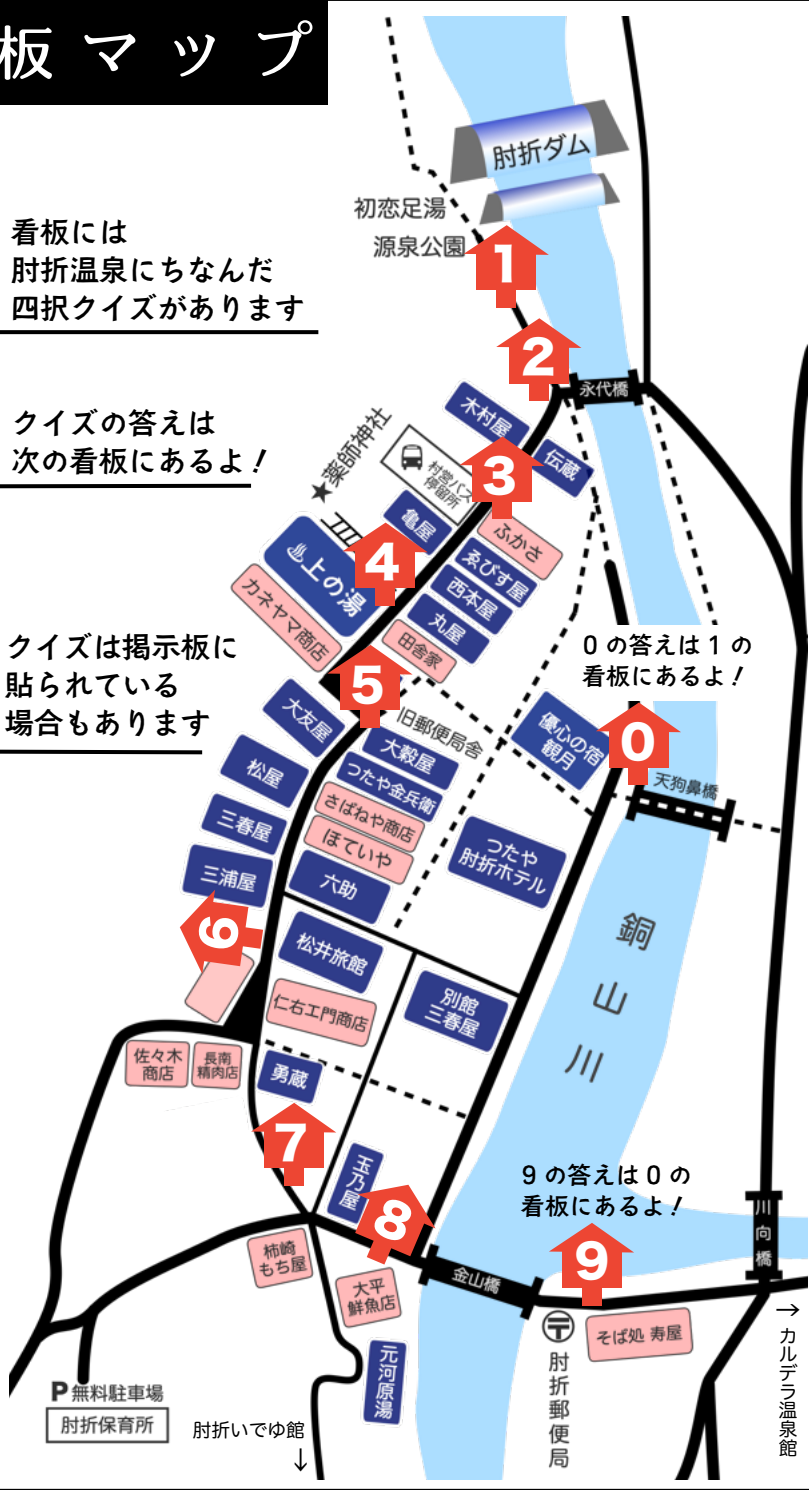 板マップ
看板には
肘折温泉にちなんだ
四択クイズがあります
クイズの答えは
次の看板にあるよ！
クイズは掲示板に
貼られている
場合もあります
肘折ダム
初恋足湯
源泉公園
1
2
永代橋
木村屋
伝蔵
★薬師神社
村営バス
停留所
3
亀屋
ふかさ
♨上の湯
4
ゑびす屋
西本屋
丸屋
カネヤマ商店
田舎家
5
0の答えは1の
看板にあるよ！
大友屋
旧郵便局舎
優心の宿
観月
0
天狗鼻橋
大穀屋
松屋
つたや金兵衛
さばねや商店
三春屋
ほていや
つたや
肘折ホテル
三浦屋
六助
6
松井旅館
銅山川
別館
三春屋
仁右エ門商店
佐々木
商店
長南
精肉店
勇蔵
7
玉乃屋
8
9の答えは0の
看板にあるよ！
川向橋
柿崎
もち屋
金山橋
9
大平
鮮魚店
〒
肘折郵便局
そば処 寿屋
→
カルデラ温泉館
元河原湯
P無料駐車場
肘折保育所
肘折いでゆ館
↓